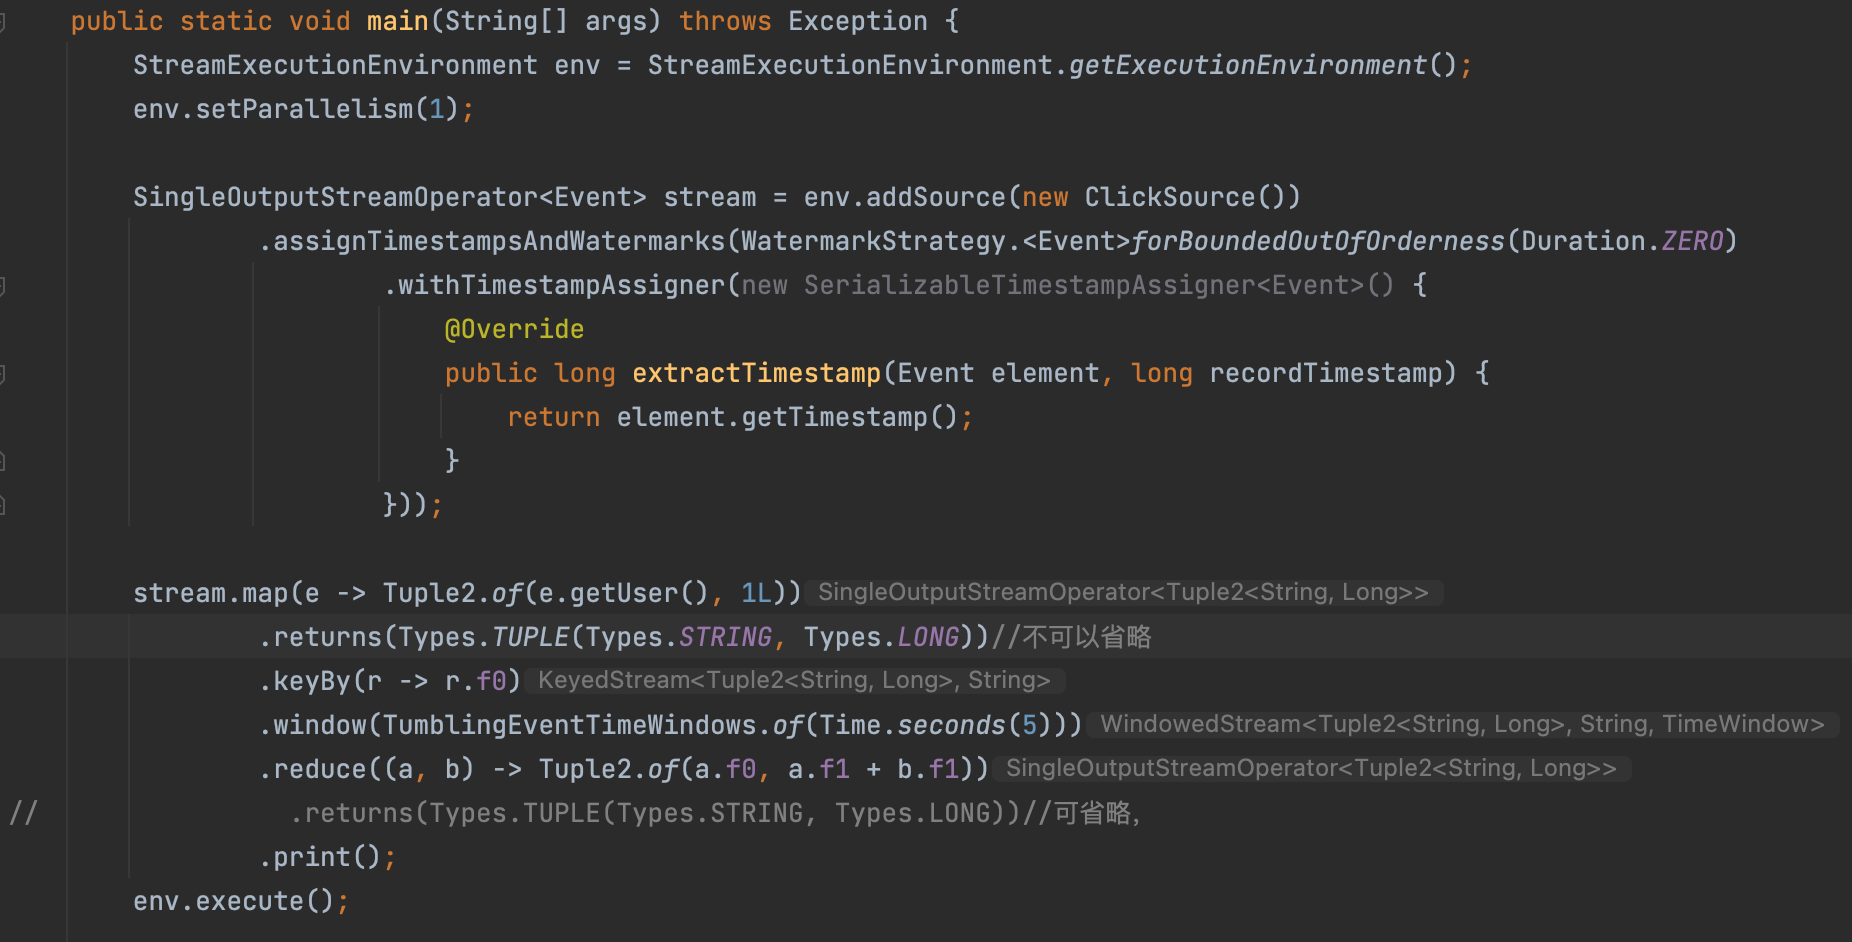 public static void main(String[] args) throws Exception {
StreamExecutionEnvironment env = StreamExecutionEnvironment.getExecutionEnvironment();
env.setParallelism(1);
SingleOutputStreamOperator<Event> stream = env.addSource(new ClickSource())
.assignTimestampsAndWatermarks(WatermarkStrategy.<Event>forBoundedOutOfOrderness(Duration.ZERO)
.withTimestampAssigner(new SerializableTimestampAssigner<Event>() {
@Override
public long extractTimestamp(Event element, long recordTimestamp) {
return element.getTimestamp();
}
}));
stream.map(e -> Tuple2.of(e.getUser(), 1L)) SingleOutputStreamOperator<Tuple2<String, Long>>
.returns(Types.TUPLE(Types.STRING, Types.LONG))//不可以省略
.keyBy(r -> r.f0) KeyedStream<Tuple2<String, Long>, String>
.window(TumblingEventTimeWindows.of(Time.seconds(5))) WindowedStream<Tuple2<String, Long>, String, TimeWindow>
.reduce((a, b) -> Tuple2.of(a.f0, a.f1 + b.f1)) SingleOutputStreamOperator<Tuple2<String, Long>>
// .returns(Types.TUPLE(Types.STRING, Types.LONG))//可省略,
.print();
env.execute();